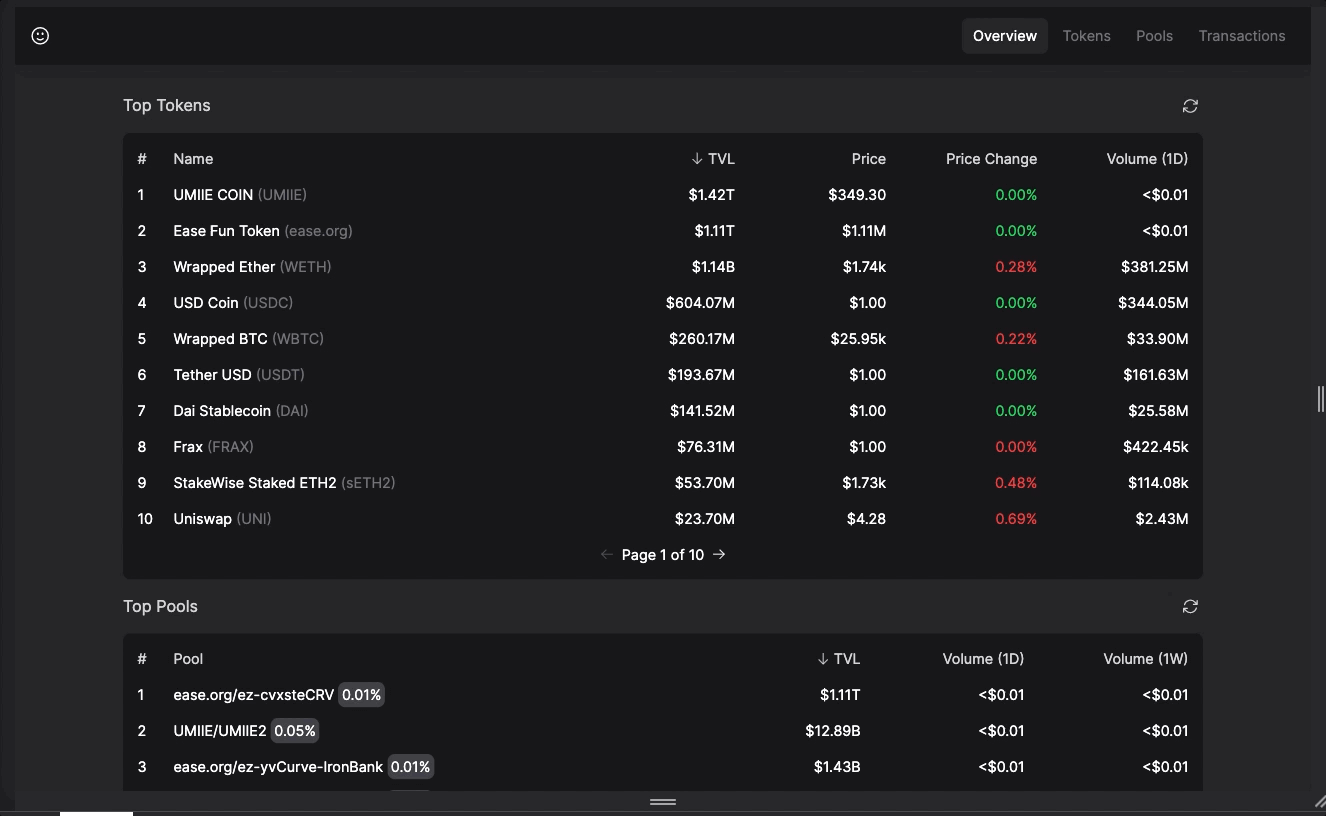 Overview Tokens Pools Transactions
Top Tokens
# Name ↓ TVL Price Price Change Volume (1D)
1 UMIIE COIN (UMIIE) $1.42T $349.30 0.00% <$0.01
2 Ease Fun Token (ease.org) $1.11T $1.11M 0.00% <$0.01
3 Wrapped Ether (WETH) $1.14B $1.74k 0.28% $381.25M
4 USD Coin (USDC) $604.07M $1.00 0.00% $344.05M
5 Wrapped BTC (WBTC) $260.17M $25.95k 0.22% $33.90M
6 Tether USD (USDT) $193.67M $1.00 0.00% $161.63M
7 Dai Stablecoin (DAI) $141.52M $1.00 0.00% $25.58M
8 Frax (FRAX) $76.31M $1.00 0.00% $422.45k
9 StakeWise Staked ETH2 (sETH2) $53.70M $1.73k 0.48% $114.08k
10 Uniswap (UNI) $23.70M $4.28 0.69% $2.43M
← Page 1 of 10 →
Top Pools
# Pool ↓ TVL Volume (1D) Volume (1W)
1 ease.org/ez-cvxsteCRV 0.01% $1.11T <$0.01 <$0.01
2 UMIIE/UMIIE2 0.05% $12.89B <$0.01 <$0.01
3 ease.org/ez-yvCurve-IronBank 0.01% $1.43B <$0.01 <$0.01